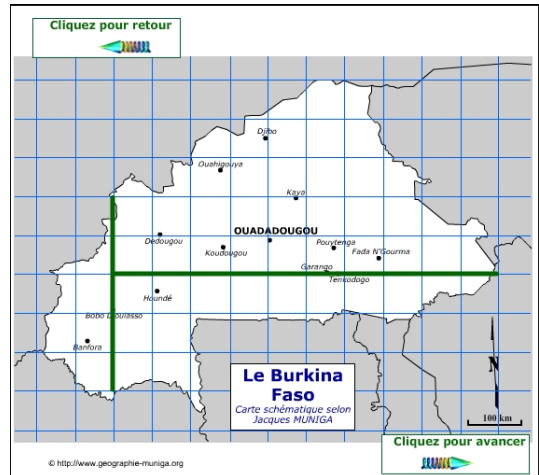 Cliquez pour retour
Djibo
Ouahigouya
Kaya
OUADADOUGOU
Dédougou
Koudougou
Pouytenga
Fada N'Gourma
Garango
Tenkodogo
Houndé
Bobo Dioulasso
Banfora
N
Le Burkina
Faso
Carte schématique selon
Jacques MUNIGA
100 km
Cliquez pour avancer
© http://www.geographie-muniga.org